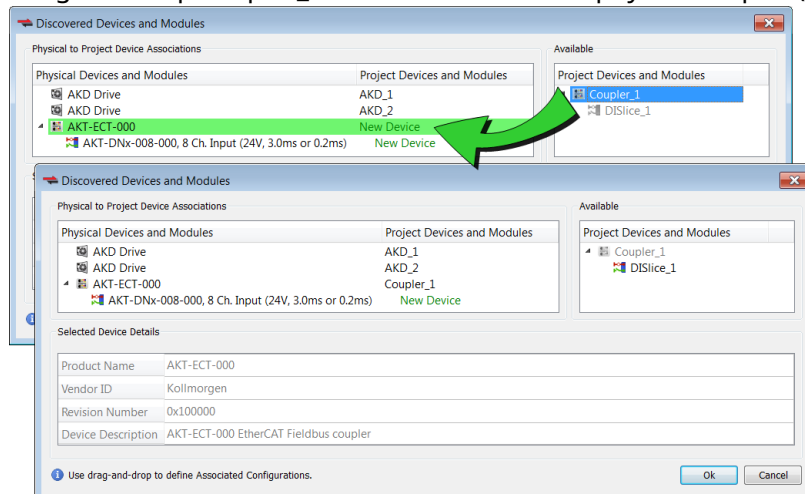 Discovered Devices and Modules
Physical to Project Device Associations
Available
Physical Devices and Modules Project Devices and Modules
Project Devices and Modules
AKD Drive AKD_1
Coupler_1
AKD Drive AKD_2
DISlice_1
AKT-ECT-000 New Device
AKT-DNx-008-000, 8 Ch. Input (24V, 3.0ms or 0.2ms) New Device
Discovered Devices and Modules
Physical to Project Device Associations
Available
Physical Devices and Modules Project Devices and Modules
Project Devices and Modules
AKD Drive AKD_1
Coupler_1
AKD Drive AKD_2
DISlice_1
AKT-ECT-000 Coupler_1
AKT-DNx-008-000, 8 Ch. Input (24V, 3.0ms or 0.2ms) New Device
Selected Device Details
Product Name AKT-ECT-000
Vendor ID Kollmorgen
Revision Number 0x100000
Device Description AKT-ECT-000 EtherCAT Fieldbus coupler
Use drag-and-drop to define Associated Configurations.
Ok Cancel